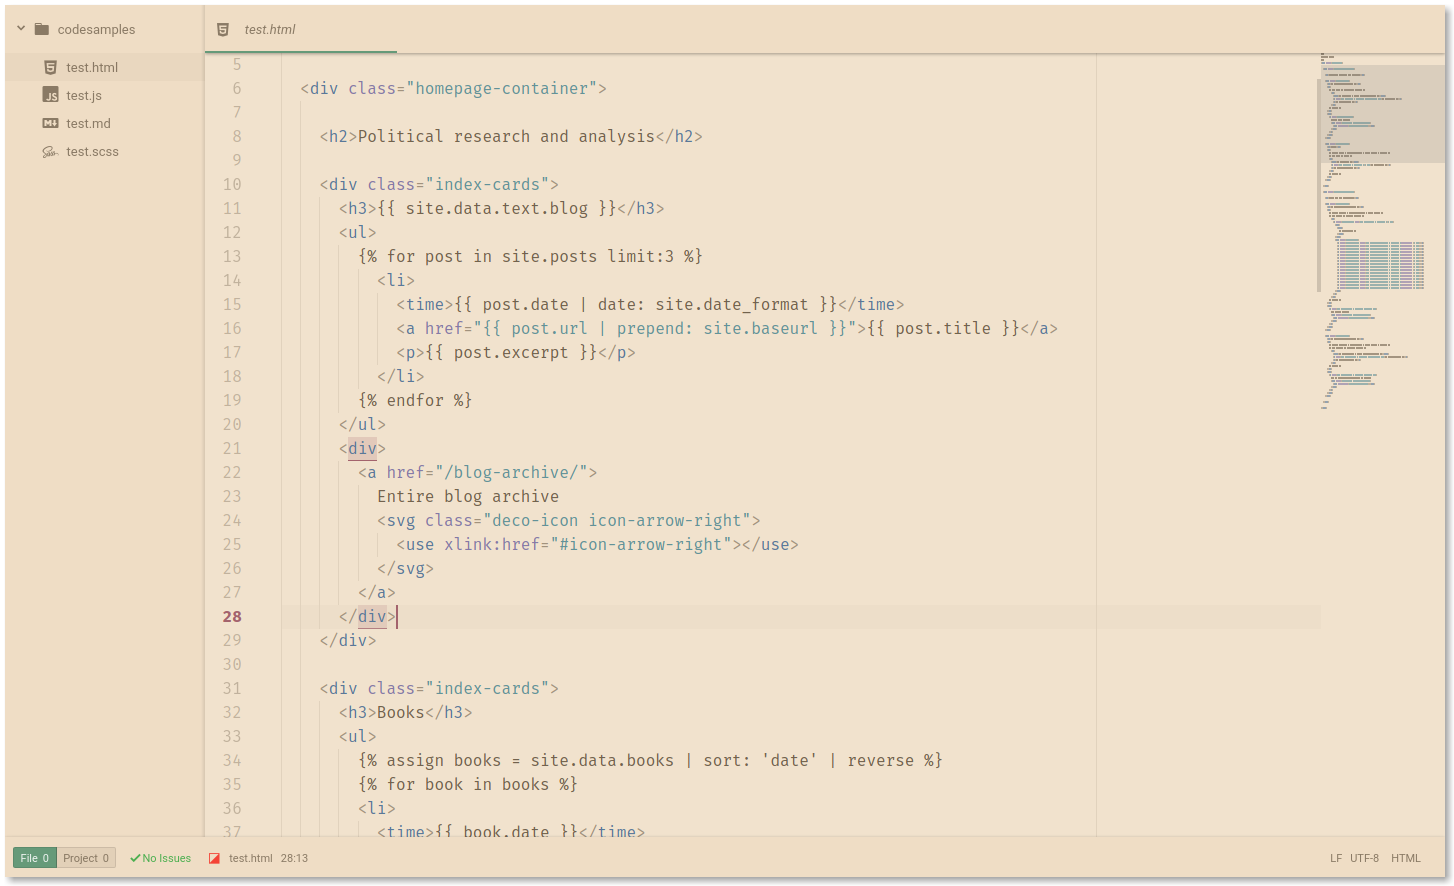 codesamples
test.html
test.js
test.md
test.scss
test.html
5
6 <div class="homepage-container">
7
8 <h2>Political research and analysis</h2>
9
10 <div class="index-cards">
11 <h3>{{ site.data.text.blog }}</h3>
12 <ul>
13 {% for post in site.posts limit:3 %}
14 <li>
15 <time>{{ post.date | date: site.date_format }}</time>
16 <a href="{{ post.url | prepend: site.baseurl }}">{{ post.title }}</a>
17 <p>{{ post.excerpt }}</p>
18 </li>
19 {% endfor %}
20 </ul>
21 <div>
22 <a href="/blog-archive/">
23 Entire blog archive
24 <svg class="deco-icon icon-arrow-right">
25 <use xlink:href="#icon-arrow-right"></use>
26 </svg>
27 </a>
28 </div>
29 </div>
30
31 <div class="index-cards">
32 <h3>Books</h3>
33 <ul>
34 {% assign books = site.data.books | sort: 'date' | reverse %}
35 {% for book in books %}
36 <li>
37 <time>{{ book.date }}</time>
File 0 Project 0 No Issues test.html 28:13 LF UTF-8 HTML